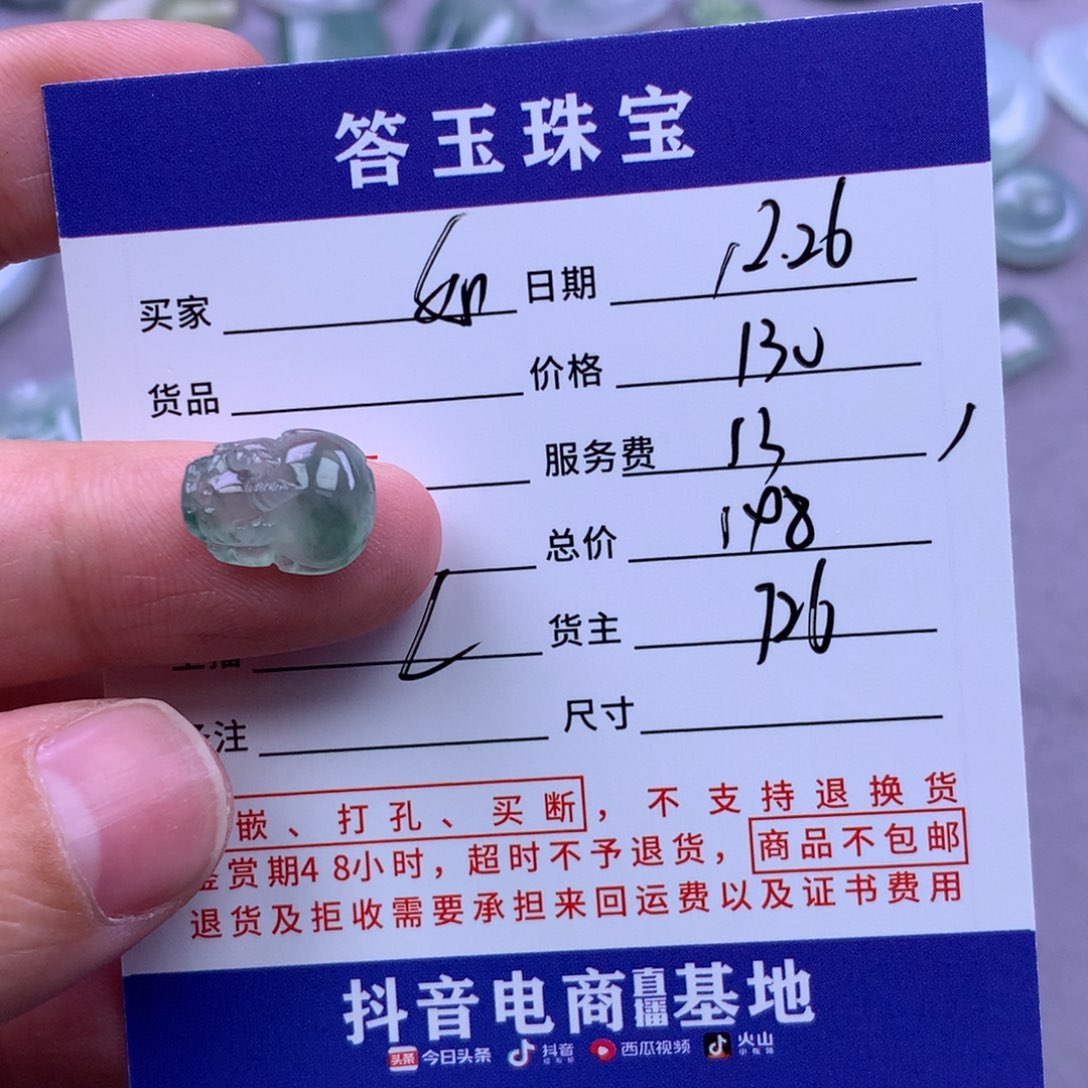 答玉珠宝
买家 日期 12.26
货品 价格 130
服务费 13
总价 148
货主 726
注 尺寸
嵌、打孔、买断，不支持退换货
鉴赏期48小时，超时不予退货，商品不包邮
退货及拒收需要承担来回运费以及证书费用
抖音电商直播基地
头条 今日头条 抖音 西瓜视频 火山